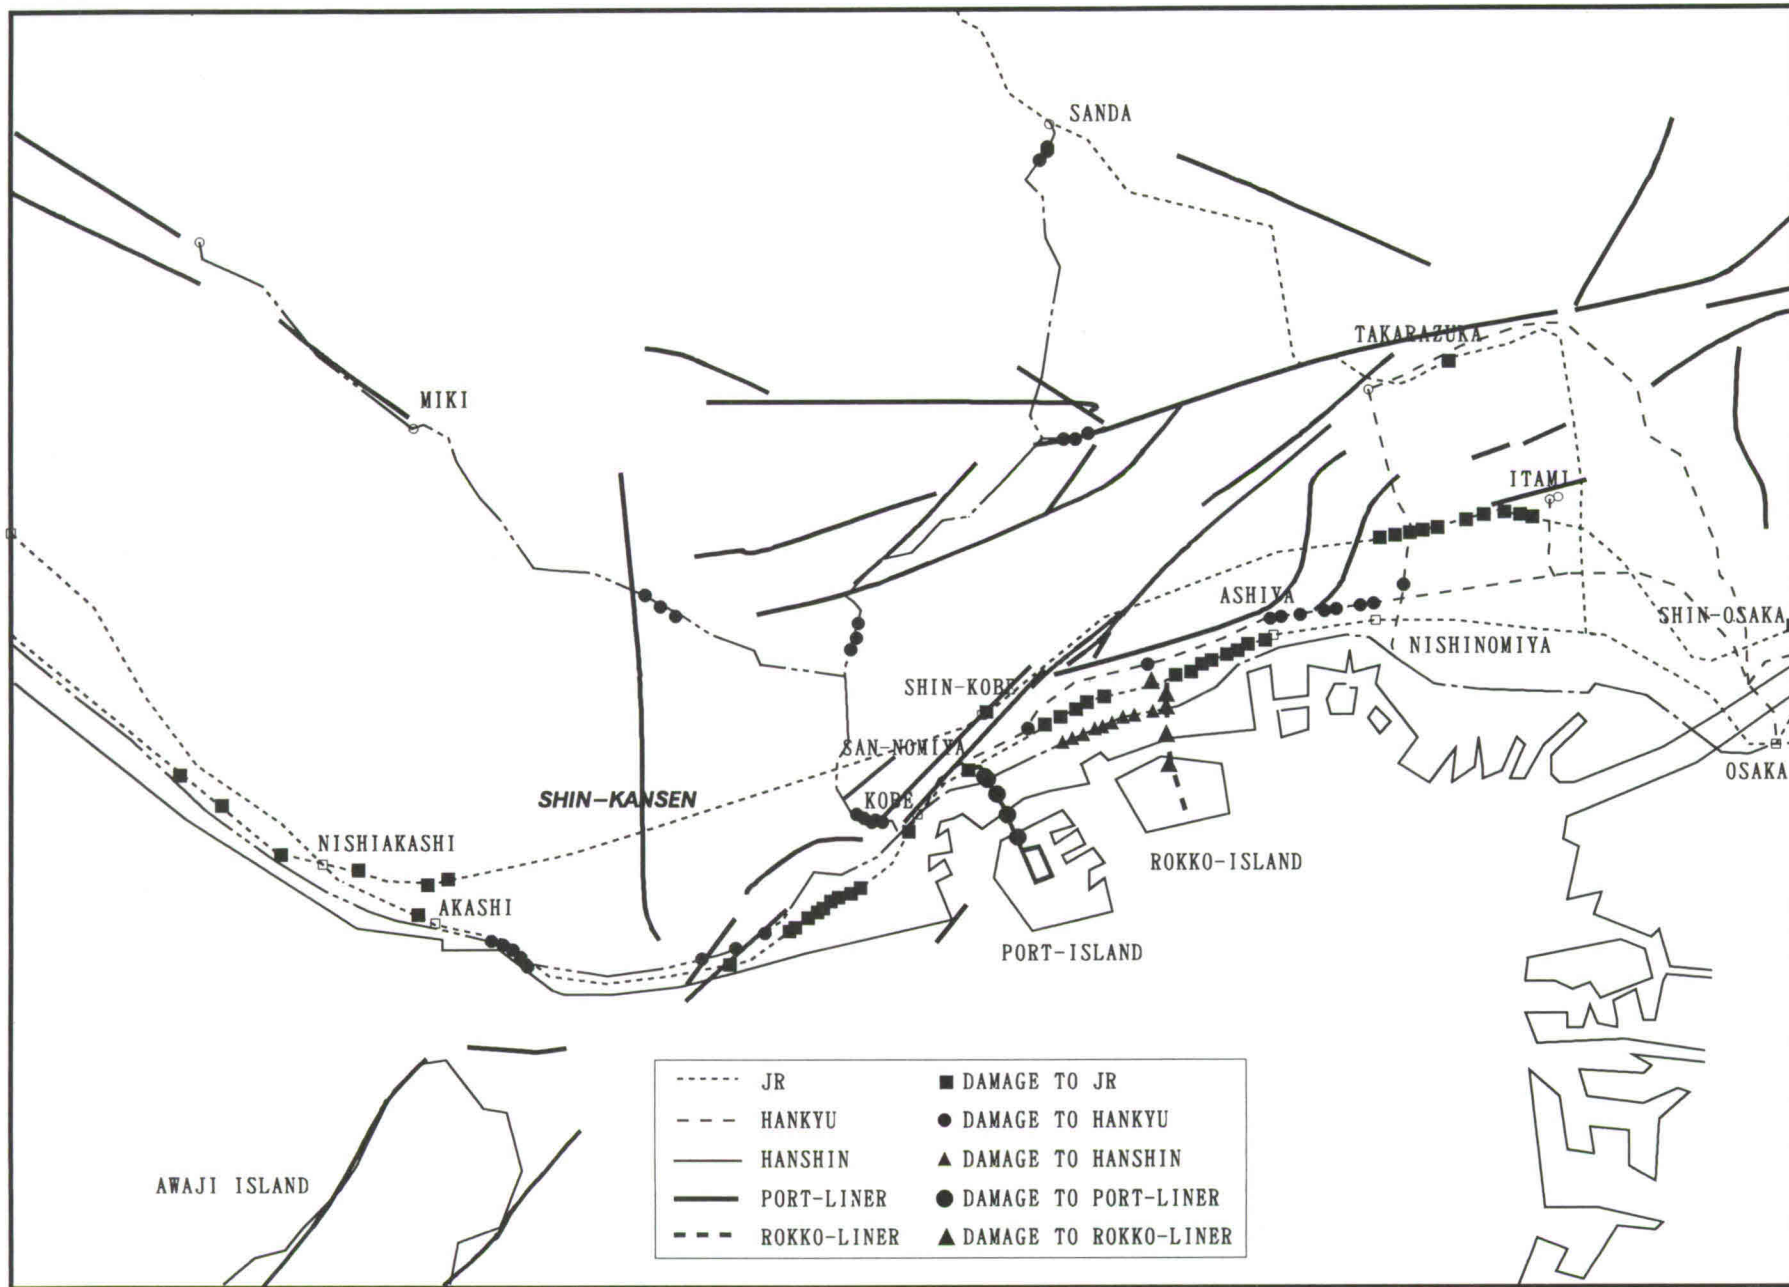 SANDA
TAKARAZUKA
MIKI
ITAMI
ASHIYA
SHIN-OSAKA
NISHINOMIYA
SHIN-KOBE
SAN-NOMIYA
OSAKA
SHIN-KANSEN
KOBE
NISHIAKASHI
ROKKO-ISLAND
AKASHI
PORT-ISLAND
AWAJI ISLAND
JR DAMAGE TO JR
HANKYU DAMAGE TO HANKYU
HANSHIN DAMAGE TO HANSHIN
PORT-LINER DAMAGE TO PORT-LINER
ROKKO-LINER DAMAGE TO ROKKO-LINER